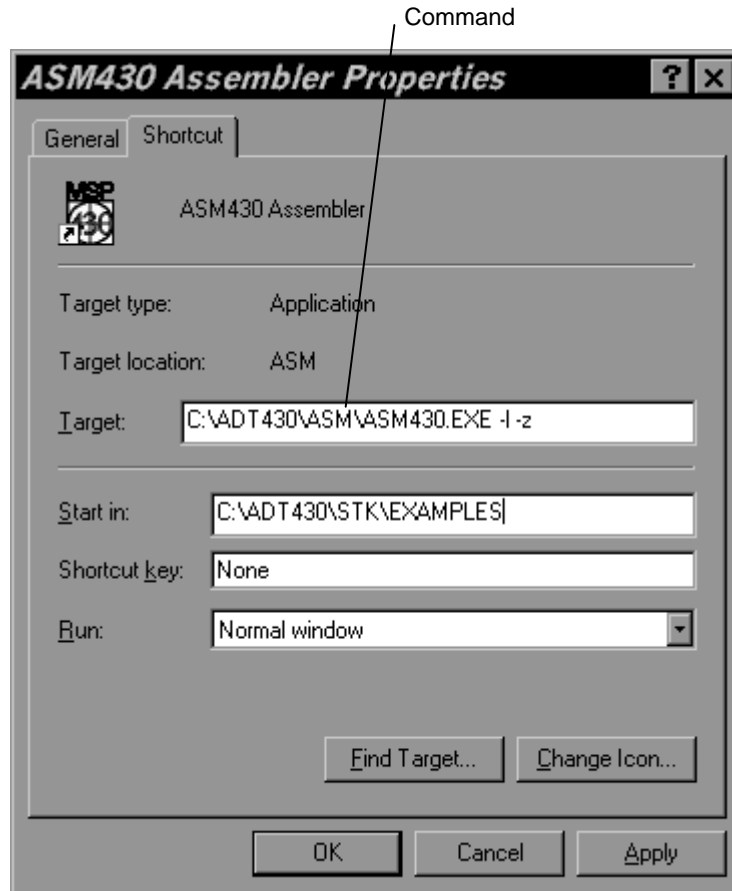 Command
ASM430 Assembler Properties
General Shortcut
MSP
430
ASM430 Assembler
Target type: Application
Target location: ASM
Target: C:\ADT430\ASM\ASM430.EXE -l -z
Start in: C:\ADT430\STK\EXAMPLES
Shortcut key: None
Run: Normal window
Find Target... Change Icon...
OK Cancel Apply